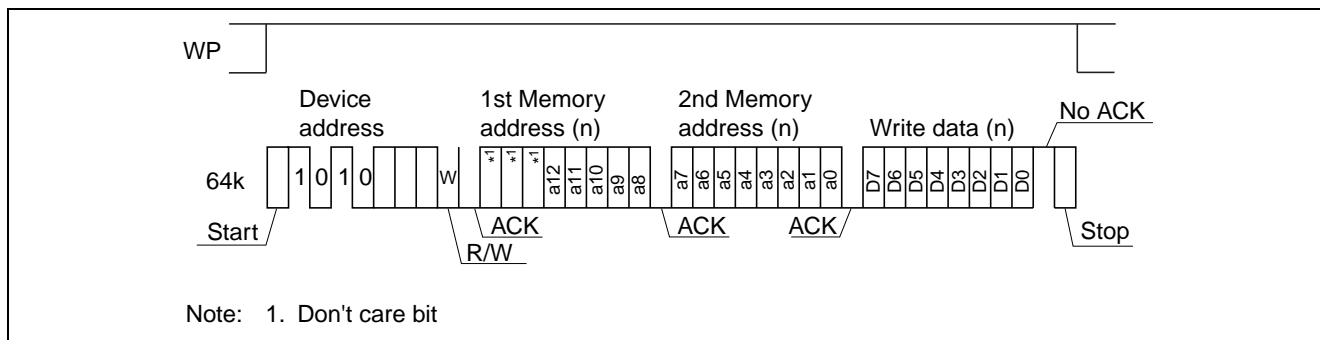 WP
Device address
1st Memory address (n)
2nd Memory address (n)
Write data (n)
No ACK
64k
1 0 1 0
W
*1 *1 *1 a12 a11 a10 a9 a8
a7 a6 a5 a4 a3 a2 a1 a0
D7 D6 D5 D4 D3 D2 D1 D0
Start
R/W
ACK
ACK
ACK
Stop
Note: 1. Don't care bit